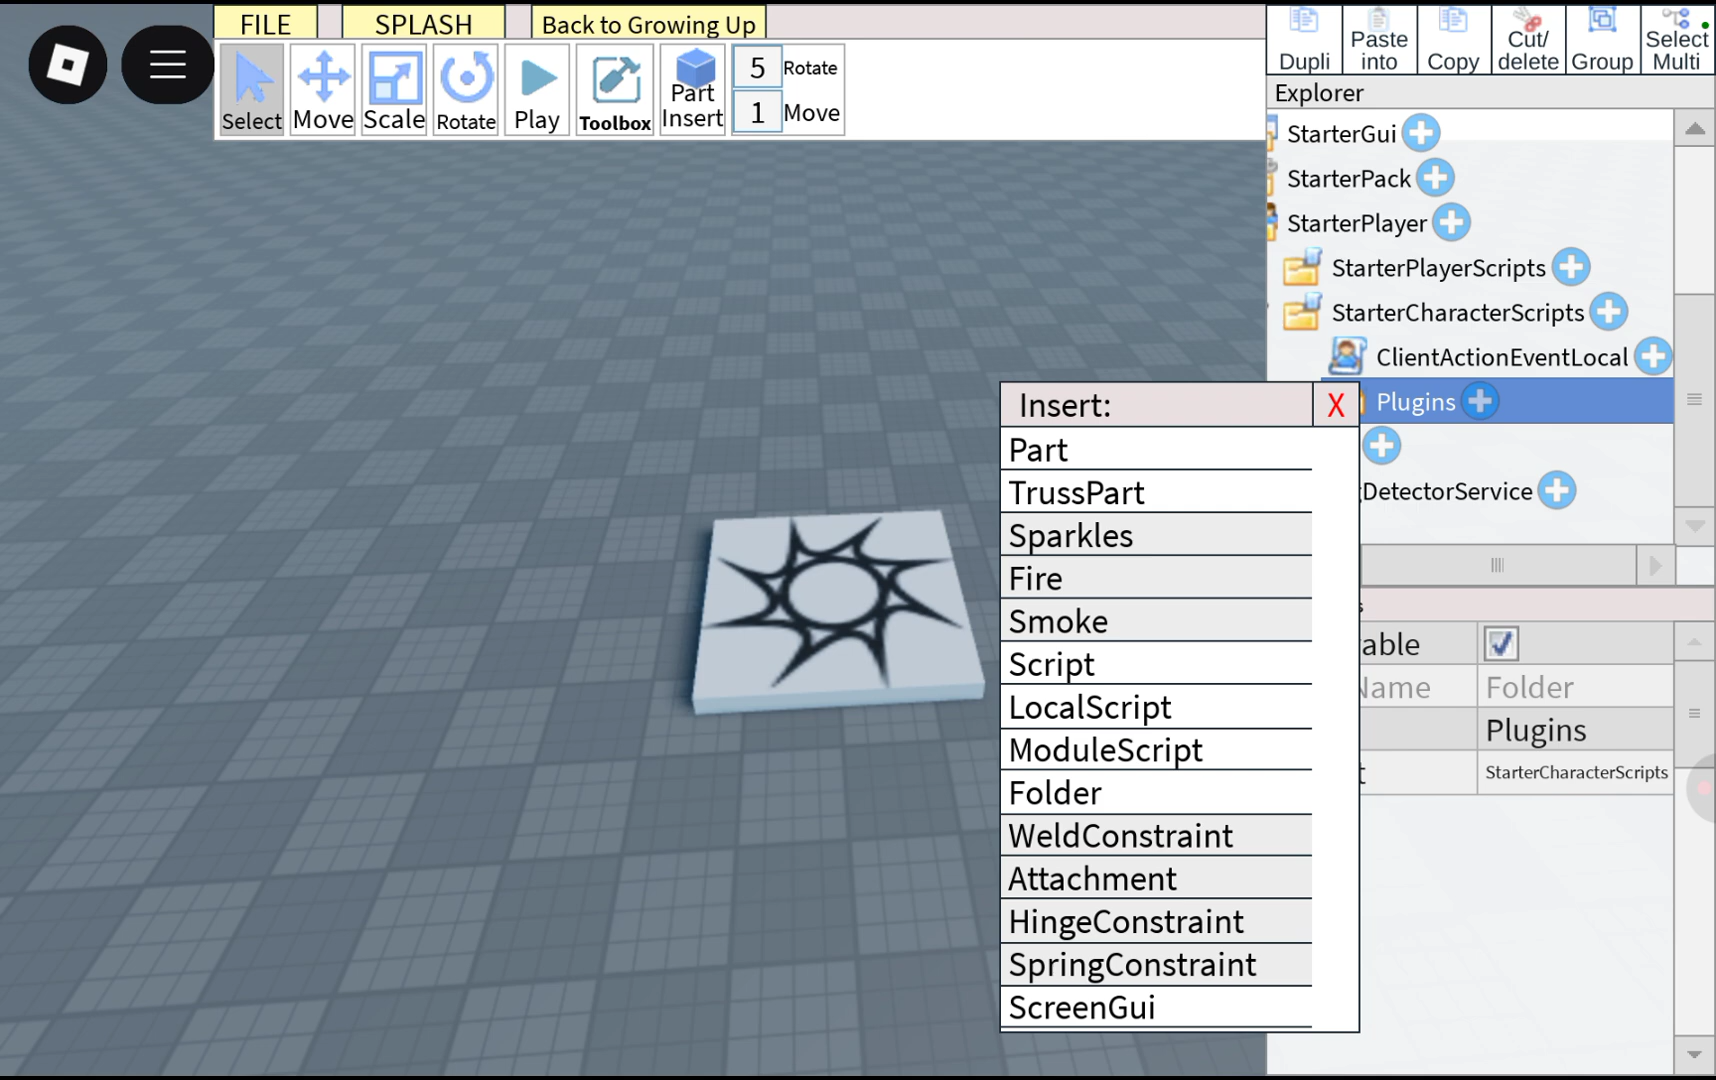 FILE
SPLASH
Back to Growing Up
Select
Move
Scale
Rotate
Play
Toolbox
Part
Insert
5 Rotate
1 Move
Dupli
Paste
into
Copy
Cut/
delete
Group
Select
Multi
Explorer
StarterGui
StarterPack
StarterPlayer
StarterPlayerScripts
StarterCharacterScripts
ClientActionEventLocal
Plugins
DetectorService
Insert: X
Part
TrussPart
Sparkles
Fire
Smoke
Script
LocalScript
ModuleScript
Folder
WeldConstraint
Attachment
HingeConstraint
SpringConstraint
ScreenGui
able
Name Folder
Plugins
t StarterCharacterScripts